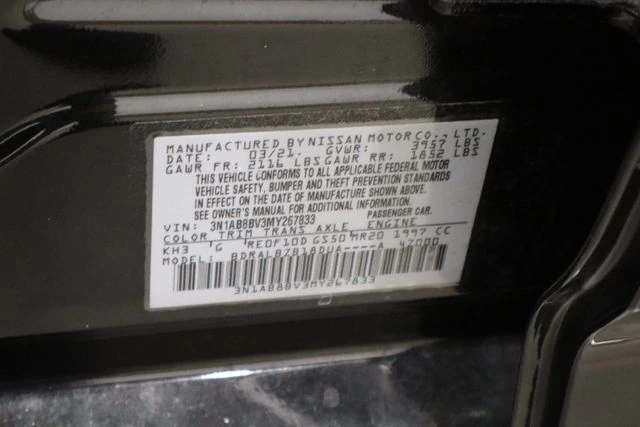 MANUFACTURED BY NISSAN MOTOR CO., LTD.
DATE: 03/21. GVWR: 3957 LBS
GAWR FR: 2116 LBS GAWR RR: 1852 LBS
THIS VEHICLE CONFORMS TO ALL APPLICABLE FEDERAL MOTOR
VEHICLE SAFETY, BUMPER AND THEFT PREVENTION STANDARDS
IN EFFECT ON THE DATE OF MANUFACTURE SHOWN ABOVE.
SEE OWNER'S MANUAL FOR ADDITIONAL LOADING INFORMATION.
VIN: 3N1AB8BV3MY267833 PASSENGER CAR.
COLOR TRIM TRANS AXLE ENGINE
KH3 G RE0F10D GS50 MR20 1997 CC
BDRALBZB18DUA----A 47000
3N1AB8BV3MY267833